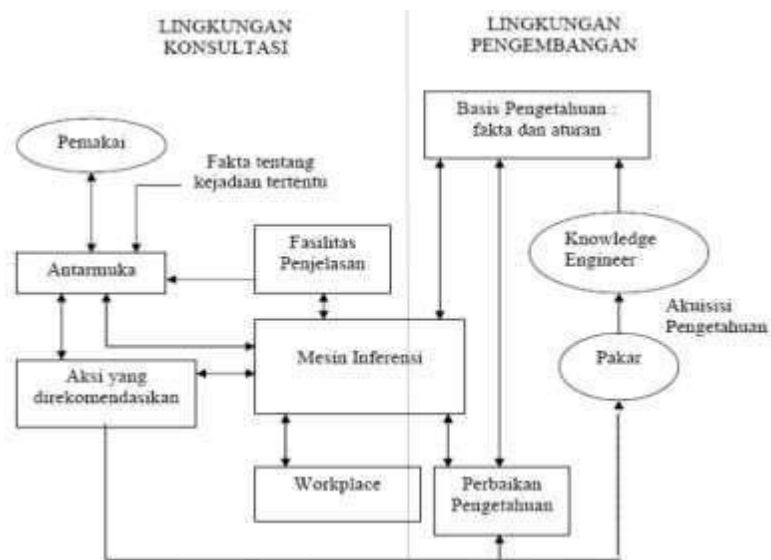 LINGKUNGAN
KONSULTASI
LINGKUNGAN
PENGEMBANGAN
Basis Pengetahuan :
fakta dan aturan
Pemakai
Fakta tentang
kejadian tertentu
Fasilitas
Penjelasan
Knowledge
Engineer
Antarmuka
Akuisisi
Pengetahuan
Mesin Inferensi
Pakar
Aksi yang
direkomendasikan
Workplace
Perbaikan
Pengetahuan